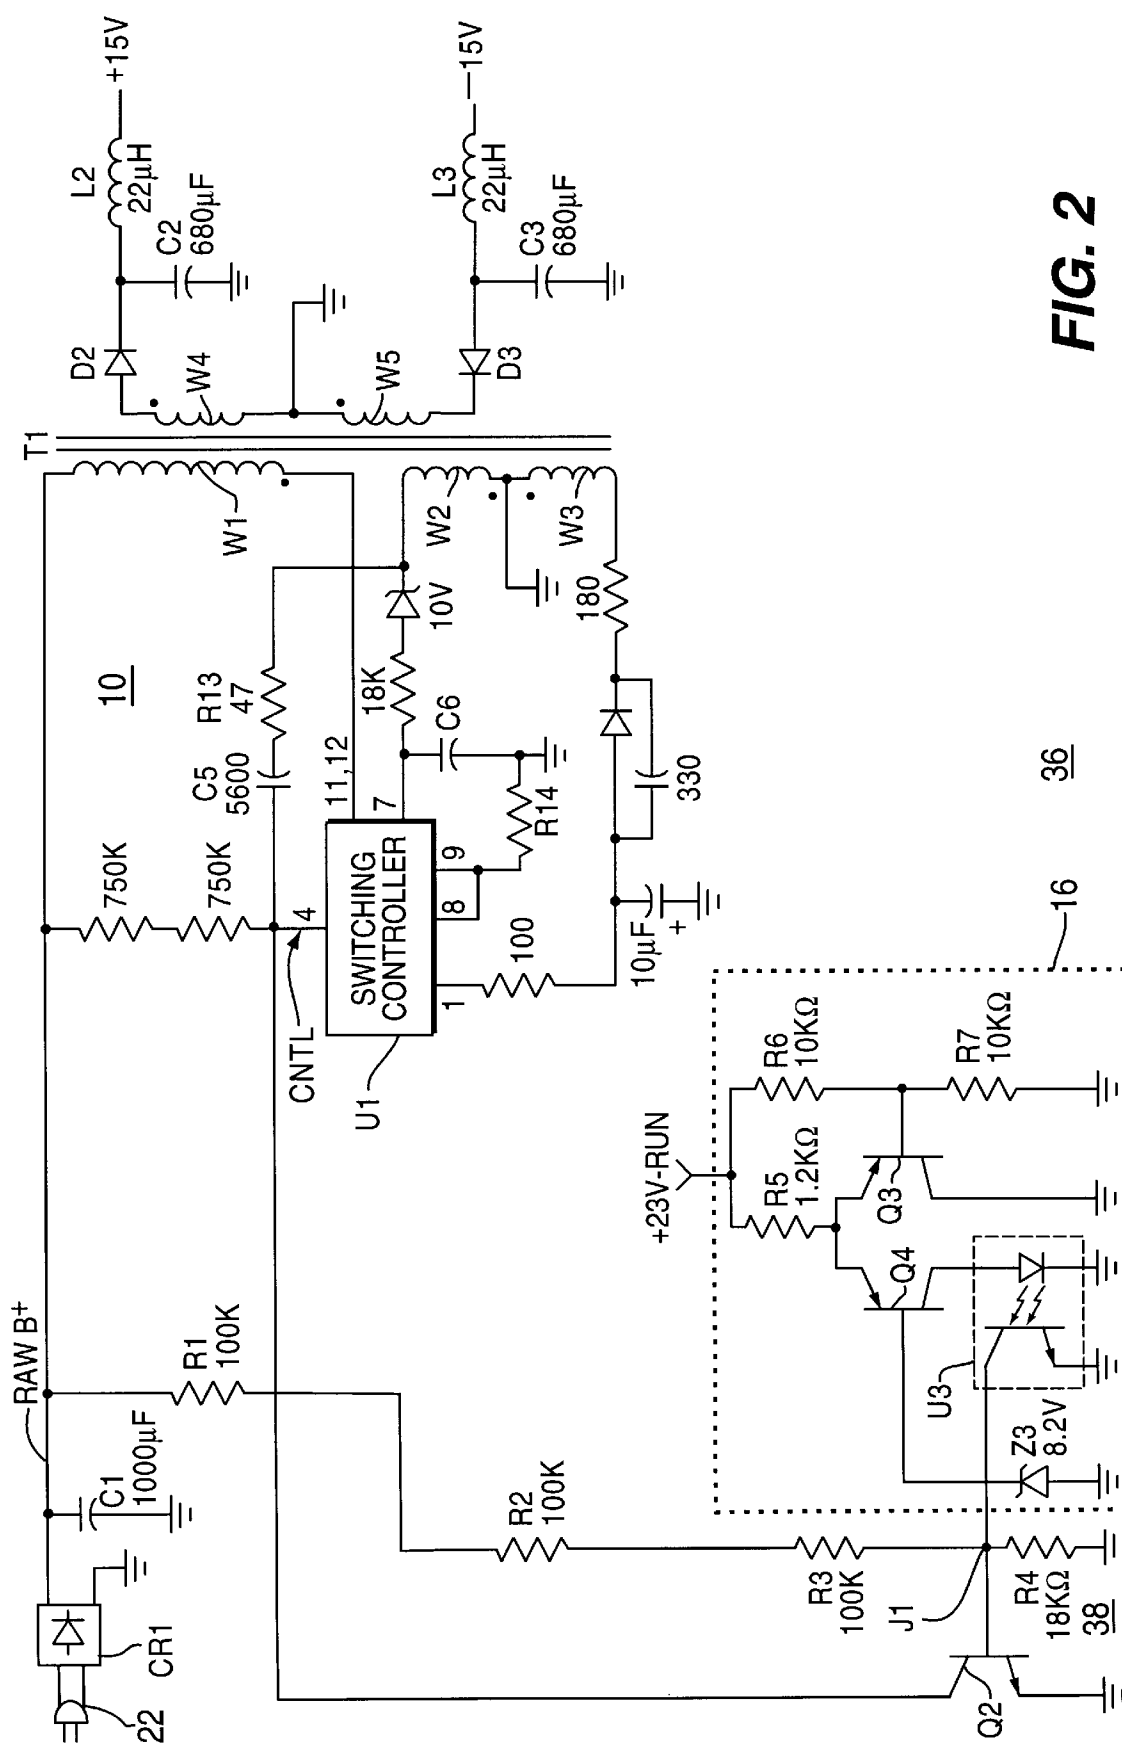 T1
+15V
L2
22µH
C2
680µF
D2
W4
W5
D3
C3
680µF
L3
22µH
—15V
W1
W2
W3
10
R13
47
C5
5600
11,12
18K
10V
7
C6
R14
9
8
180
330
10µF
+
100
1
750K
750K
4
CNTL
SWITCHING
CONTROLLER
U1
RAW B+
C1
1000µF
CR1
22
R1
100K
R2
100K
R3
100K
J1
R4
18KΩ
38
Q2
+23V-RUN
R5
1.2KΩ
R6
10KΩ
R7
10KΩ
Q3
Q4
U3
Z3
8.2V
16
36
FIG. 2